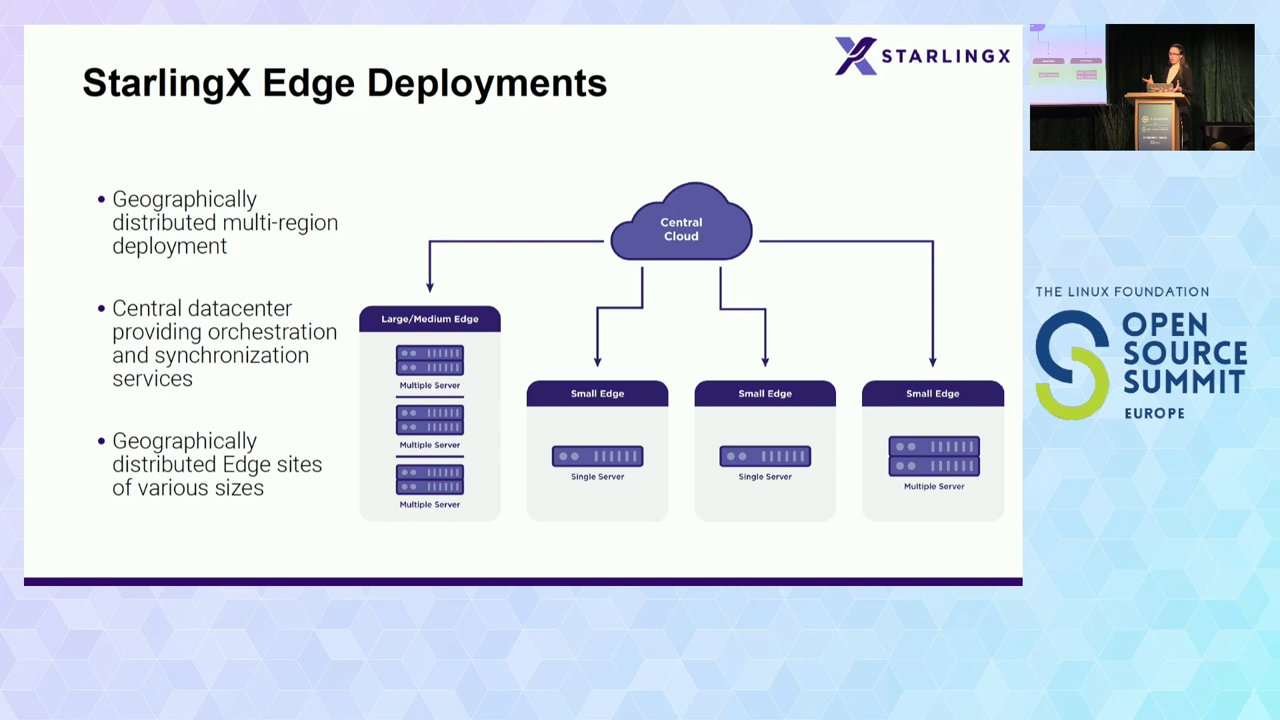 StarlingX Edge Deployments
STARLINGX
• Geographically
distributed multi-region
deployment
• Central datacenter
providing orchestration
and synchronization
services
• Geographically
distributed Edge sites
of various sizes
Central
Cloud
Large/Medium Edge
Multiple Server
Multiple Server
Multiple Server
Small Edge
Single Server
Small Edge
Single Server
Small Edge
Multiple Server
THE LINUX FOUNDATION
OPEN
SOURCE
SUMMIT
EUROPE